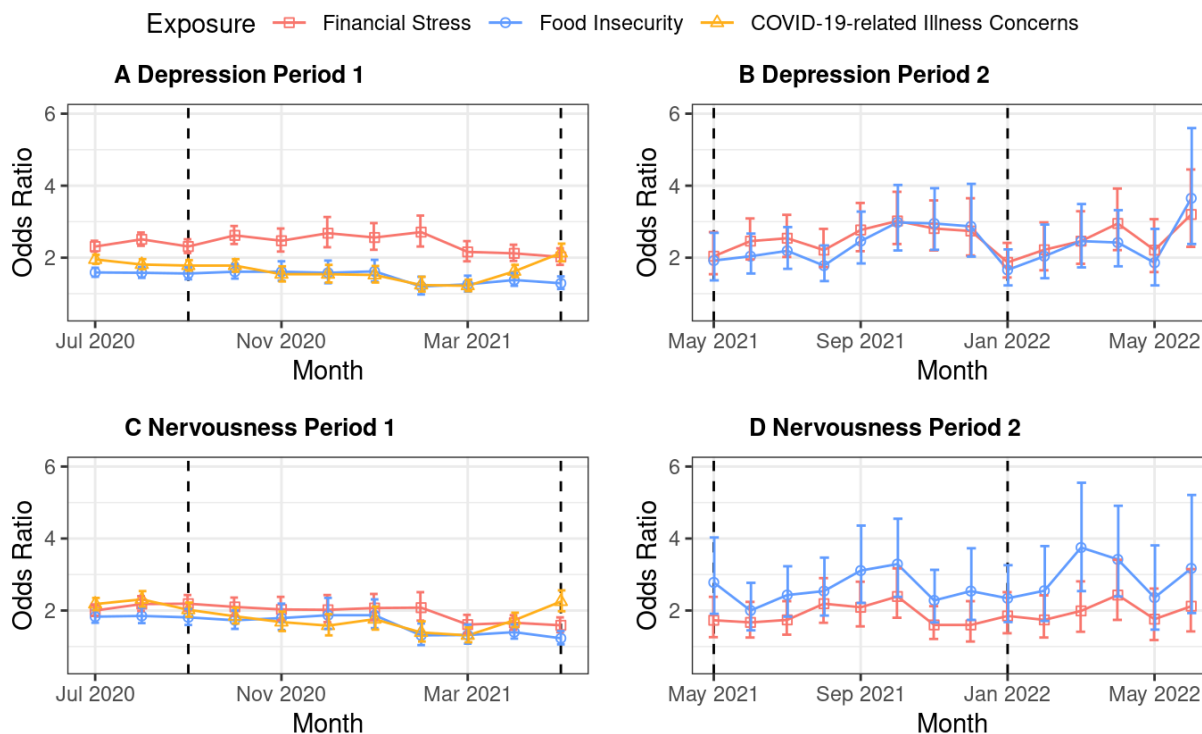 Exposure Financial Stress Food Insecurity COVID-19-related Illness Concerns
A Depression Period 1
B Depression Period 2
6
4
2
Odds Ratio
Jul 2020 Nov 2020 Mar 2021
Month
6
4
2
Odds Ratio
May 2021 Sep 2021 Jan 2022 May 2022
Month
C Nervousness Period 1
D Nervousness Period 2
6
4
2
Odds Ratio
Jul 2020 Nov 2020 Mar 2021
Month
6
4
2
Odds Ratio
May 2021 Sep 2021 Jan 2022 May 2022
Month